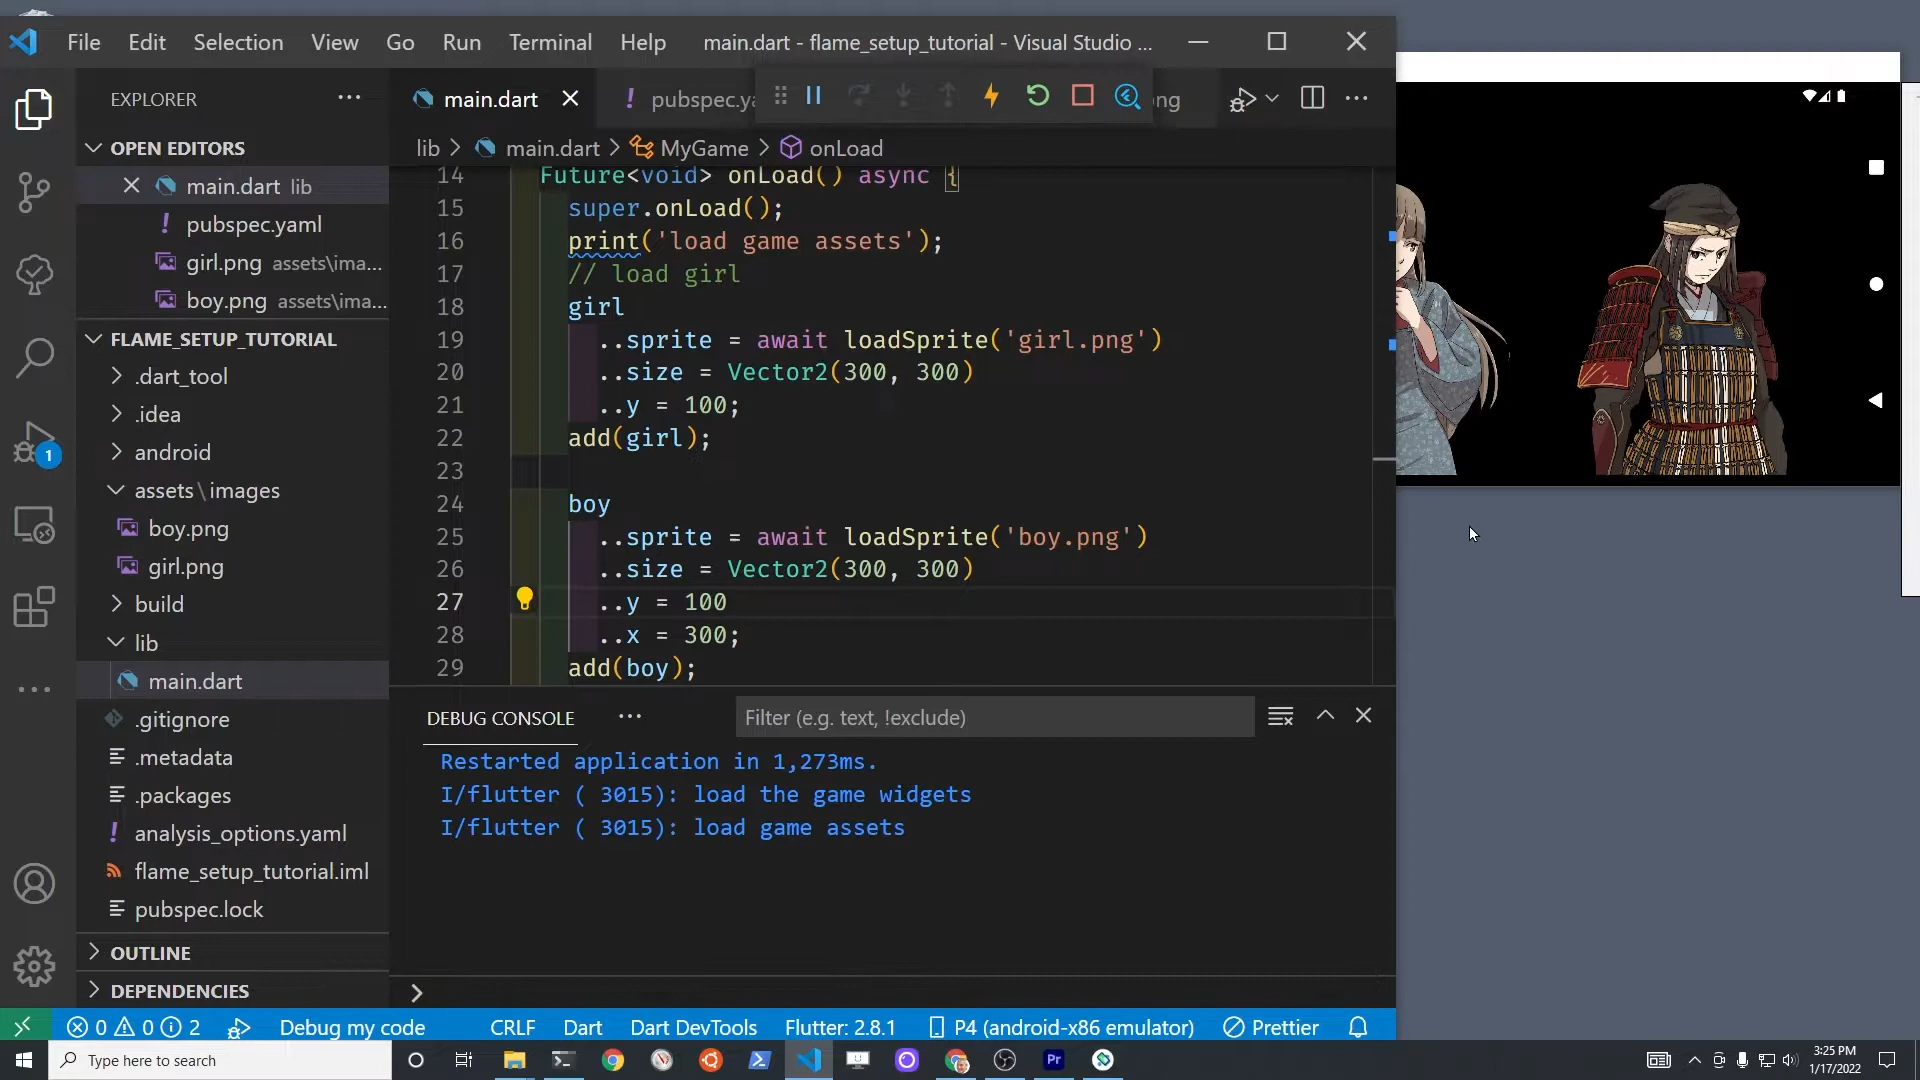 File Edit Selection View Go Run Terminal Help main.dart - flame_setup_tutorial - Visual Studio ...
EXPLORER
main.dart
pubspec.ya
ng
OPEN EDITORS
main.dart lib
pubspec.yaml
girl.png assets\ima...
boy.png assets\ima...
FLAME_SETUP_TUTORIAL
.dart_tool
.idea
android
assets\images
boy.png
girl.png
build
lib
main.dart
.gitignore
.metadata
.packages
analysis_options.yaml
flame_setup_tutorial.iml
pubspec.lock
OUTLINE
DEPENDENCIES
1
lib > main.dart > MyGame > onLoad
14 Future<void> onLoad() async {
15 super.onLoad();
16 print('load game assets');
17 // load girl
18 girl
19 ..sprite = await loadSprite('girl.png')
20 ..size = Vector2(300, 300)
21 ..y = 100;
22 add(girl);
23
24 boy
25 ..sprite = await loadSprite('boy.png')
26 ..size = Vector2(300, 300)
27 ..y = 100
28 ..x = 300;
29 add(boy);
DEBUG CONSOLE
Filter (e.g. text, !exclude)
Restarted application in 1,273ms.
I/flutter ( 3015): load the game widgets
I/flutter ( 3015): load game assets
0 0 2 Debug my code CRLF Dart Dart DevTools Flutter: 2.8.1 P4 (android-x86 emulator) Prettier
Type here to search
Pr
3:25 PM
1/17/2022